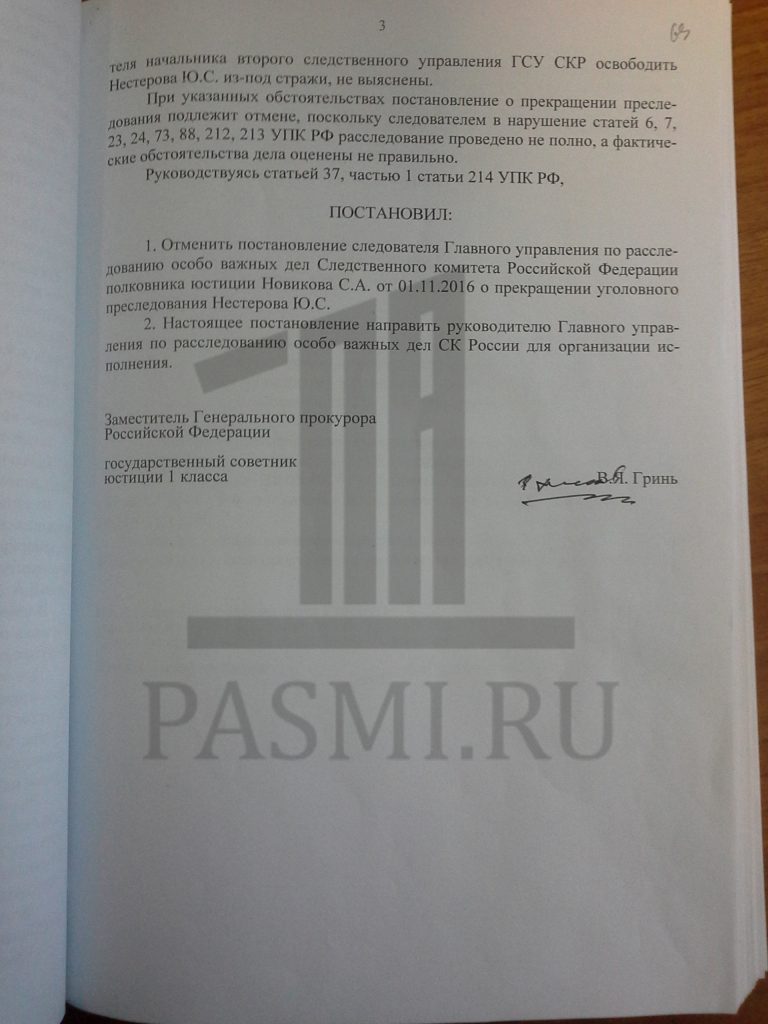 3
69
теля начальника второго следственного управления ГСУ СКР освободить
Нестерова Ю.С. из-под стражи, не выяснены.
При указанных обстоятельствах постановление о прекращении пресле-
дования подлежит отмене, поскольку следователем в нарушение статей 6, 7,
23, 24, 73, 88, 212, 213 УПК РФ расследование проведено не полно, а фактиче-
ские обстоятельства дела оценены не правильно.
Руководствуясь статьей 37, частью 1 статьи 214 УПК РФ,
ПОСТАНОВИЛ:
1. Отменить постановление следователя Главного управления по рассле-
дованию особо важных дел Следственного комитета Российской Федерации
полковника юстиции Новикова С.А. от 01.11.2016 о прекращении уголовного
преследования Нестерова Ю.С.
2. Настоящее постановление направить руководителю Главного управ-
ления по расследованию особо важных дел СК России для организации ис-
полнения.
Заместитель Генерального прокурора
Российской Федерации
государственный советник
юстиции 1 класса
В.Я. Гринь
PASMI.RU